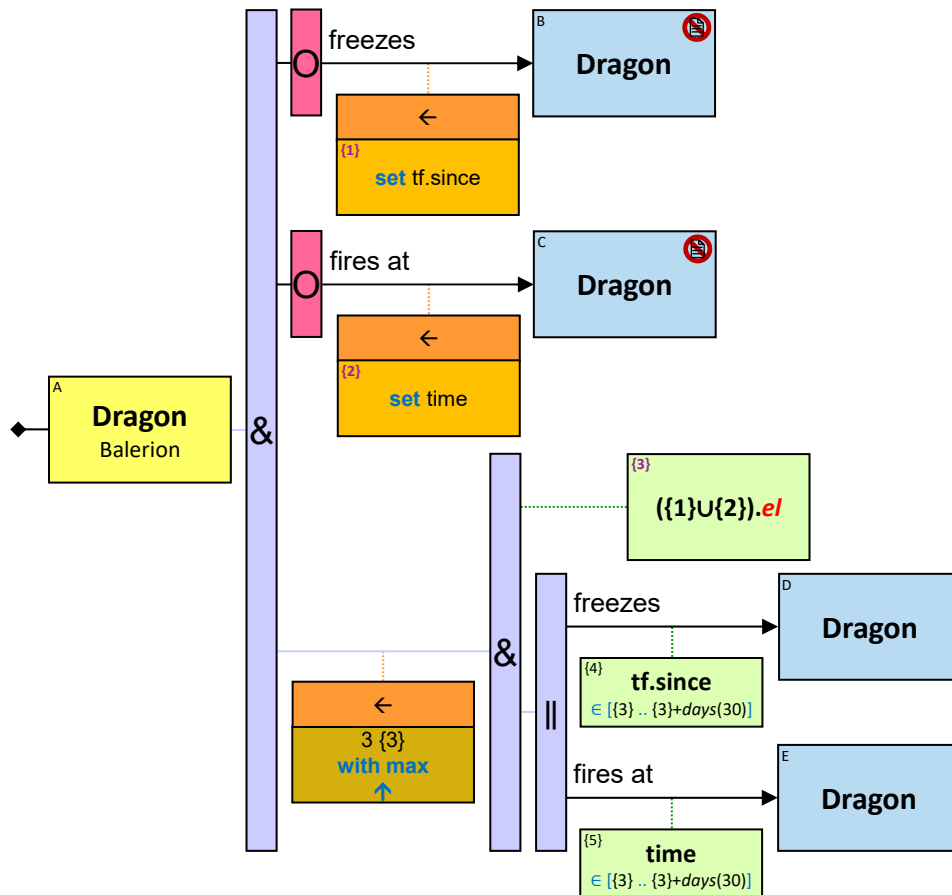 B
freezes
Dragon
O
←
{1}
set tf.since
C
fires at
Dragon
O
←
{2}
set time
A
Dragon
Balerion
&
{3}
({1}∪{2}).el
&
freezes
D
Dragon
{4}
tf.since
∈ [{3} .. {3}+days(30)]
←
3 {3}
with max
↑
||
fires at
E
Dragon
{5}
time
∈ [{3} .. {3}+days(30)]